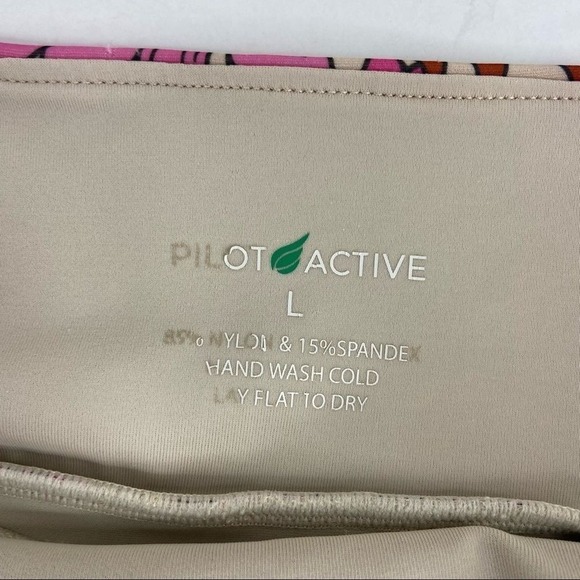 PILOT ACTIVE
L
85% NYLON & 15%SPANDEX
HAND WASH COLD
LAY FLAT TO DRY